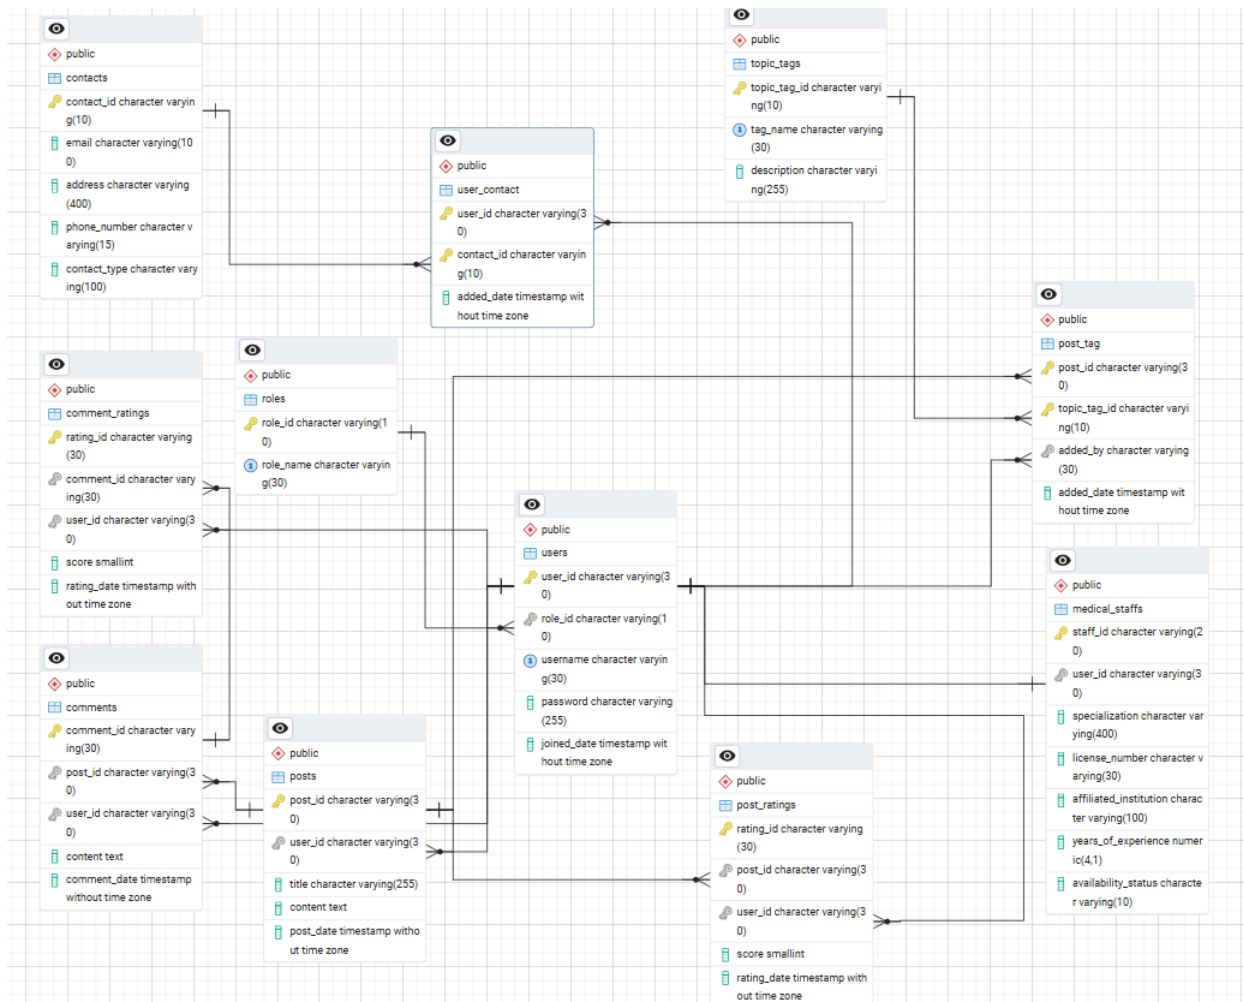 public
contacts
contact_id character varyin
g(10)
email character varying(10
0)
address character varying
(400)
phone_number character v
arying(15)
contact_type character vary
ing(100)
public
topic_tags
topic_tag_id character varyi
ng(10)
tag_name character varying
(30)
description character varyi
ng(255)
public
user_contact
user_id character varying(3
0)
contact_id character varyin
g(10)
added_date timestamp wit
hout time zone
public
post_tag
post_id character varying(3
0)
topic_tag_id character varyi
ng(10)
added_by character varying
(30)
added_date timestamp wit
hout time zone
public
comment_ratings
rating_id character varying
(30)
comment_id character vary
ing(30)
user_id character varying(3
0)
score smallint
rating_date timestamp with
out time zone
public
roles
role_id character varying(1
0)
role_name character varyin
g(30)
public
users
user_id character varying(3
0)
role_id character varying(1
0)
username character varyin
g(30)
password character varying
(255)
joined_date timestamp wit
hout time zone
public
medical_staffs
staff_id character varying(2
0)
user_id character varying(3
0)
specialization character var
ying(400)
license_number character v
arying(30)
affiliated_institution charac
ter varying(100)
years_of_experience numer
ic(4,1)
availability_status characte
r varying(10)
public
comments
comment_id character vary
ing(30)
post_id character varying(3
0)
user_id character varying(3
0)
content text
comment_date timestamp
without time zone
public
posts
post_id character varying(3
0)
user_id character varying(3
0)
title character varying(255)
content text
post_date timestamp witho
ut time zone
public
post_ratings
rating_id character varying
(30)
post_id character varying(3
0)
user_id character varying(3
0)
score smallint
rating_date timestamp with
out time zone